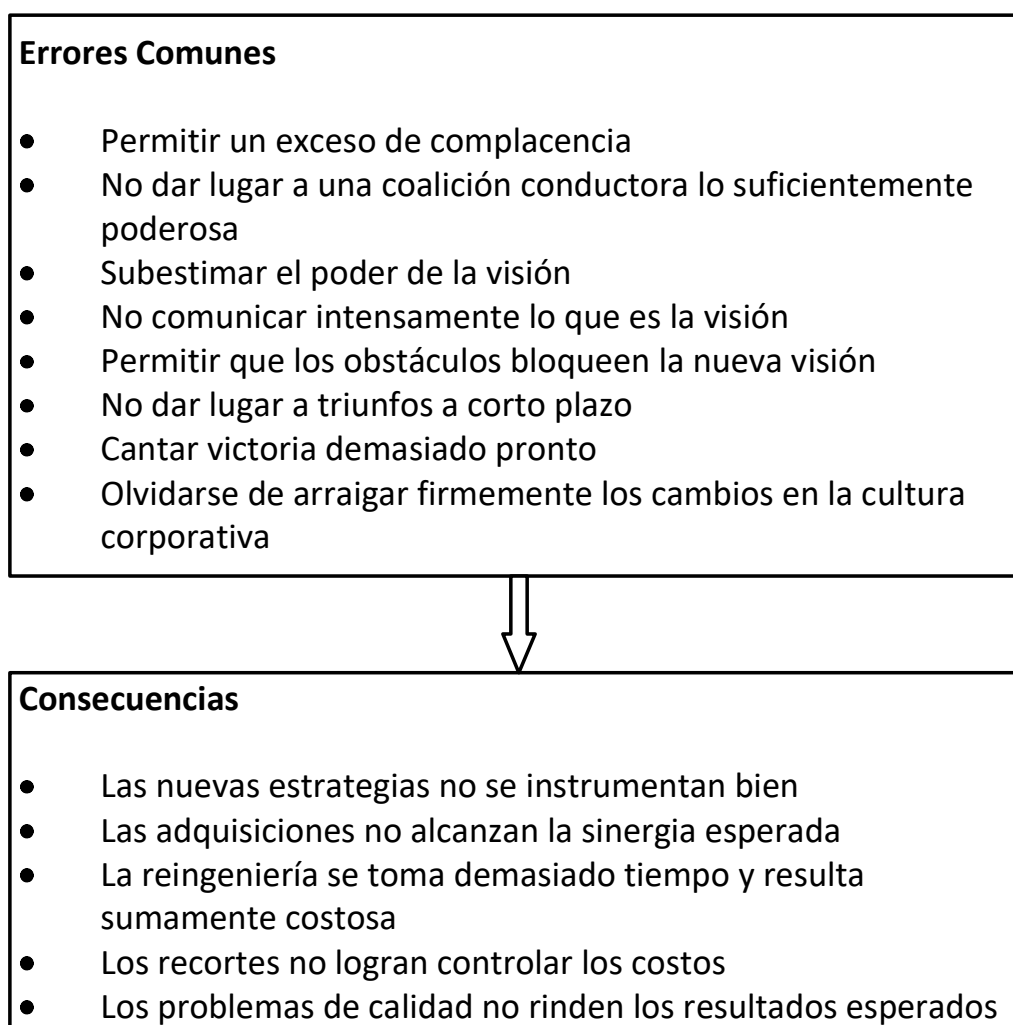 Errores Comunes
• Permitir un exceso de complacencia
• No dar lugar a una coalición conductora lo suficientemente
poderosa
• Subestimar el poder de la visión
• No comunicar intensamente lo que es la visión
• Permitir que los obstáculos bloqueen la nueva visión
• No dar lugar a triunfos a corto plazo
• Cantar victoria demasiado pronto
• Olvidarse de arraigar firmemente los cambios en la cultura
corporativa
Consecuencias
• Las nuevas estrategias no se instrumentan bien
• Las adquisiciones no alcanzan la sinergia esperada
• La reingeniería se toma demasiado tiempo y resulta
sumamente costosa
• Los recortes no logran controlar los costos
• Los problemas de calidad no rinden los resultados esperados